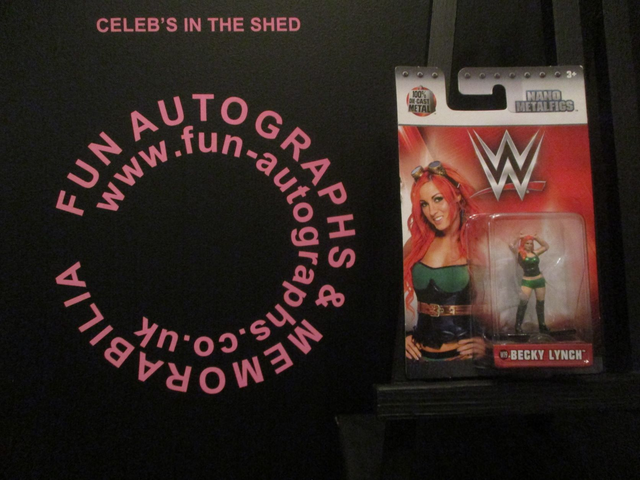 CELEB'S IN THE SHED
FUN AUTOGRAPHS & MEMORABILIA
www.fun-autographs.co.uk
100% DIE CAST METAL
NANO METALFIGS
3+
W
BECKY LYNCH